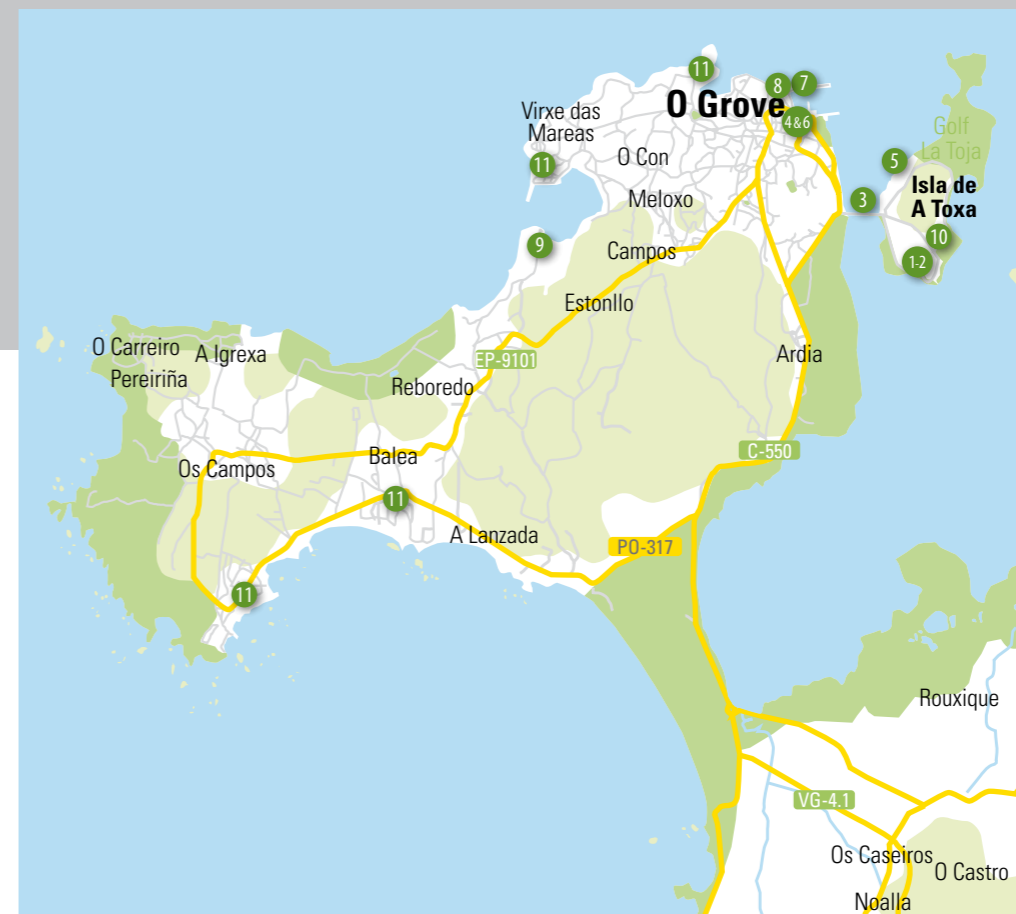 11
8
7
O Grove
4&6
Virxe das
Mareas
Golf
La Toja
O Con
11
5
Isla de
A Toxa
Meloxo
3
10
9
Campos
1-2
Estonllo
O Carreiro
A Igrexa
EP-9101
Ardia
Pereiriña
Reboredo
C-550
Balea
Os Campos
11
A Lanzada
PO-317
11
Rouxique
VG-4.1
Os Caseiros
O Castro
Noalla